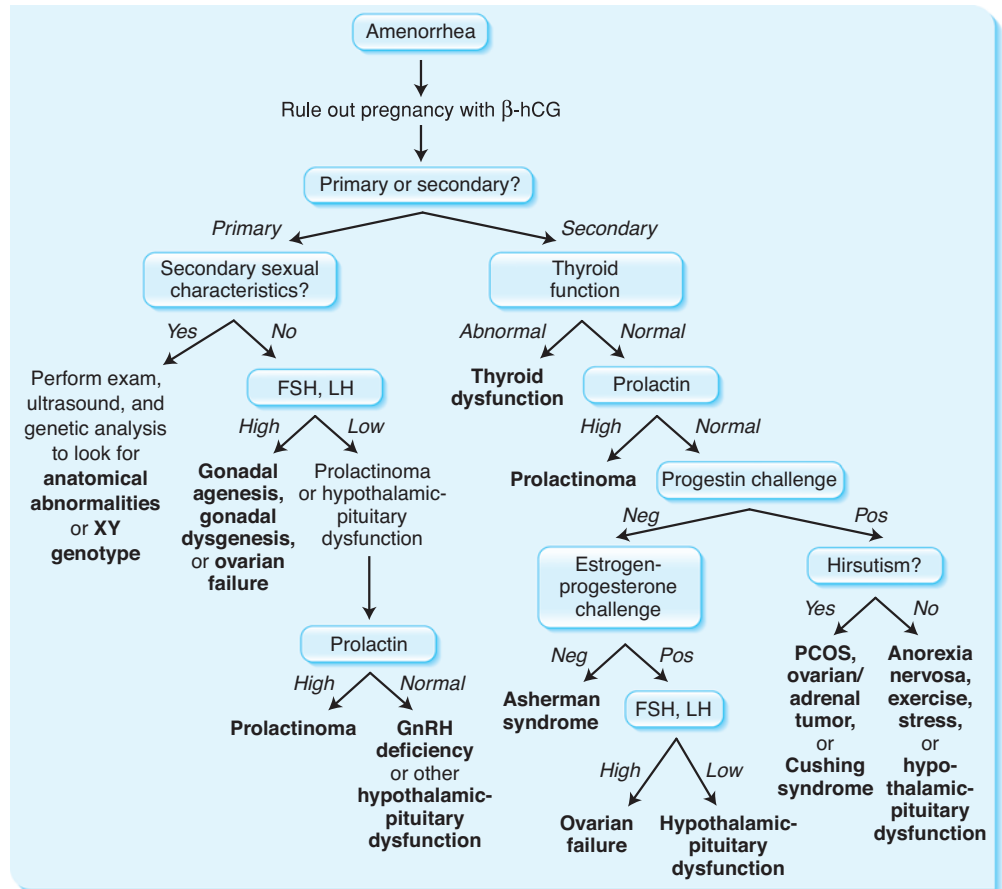 Amenorrhea
Rule out pregnancy with β-hCG
Primary or secondary?
Primary
Secondary
Secondary sexual
characteristics?
Yes
No
Perform exam,
ultrasound, and
genetic analysis
to look for
anatomical
abnormalities
or XY
genotype
FSH, LH
High
Low
Gonadal
agenesis,
gonadal
dysgenesis,
or ovarian
failure
Prolactinoma
or hypothalamic-
pituitary
dysfunction
Prolactin
High
Normal
Prolactinoma
GnRH
deficiency
or other
hypothalamic-
pituitary
dysfunction
Thyroid
function
Abnormal
Normal
Thyroid
dysfunction
Prolactin
High
Normal
Prolactinoma
Progestin challenge
Neg
Pos
Estrogen-
progesterone
challenge
Neg
Pos
Asherman
syndrome
FSH, LH
High
Low
Ovarian
failure
Hypothalamic-
pituitary
dysfunction
Hirsutism?
Yes
No
PCOS,
ovarian/
adrenal
tumor,
or
Cushing
syndrome
Anorexia
nervosa,
exercise,
stress,
or
hypo-
thalamic-
pituitary
dysfunction